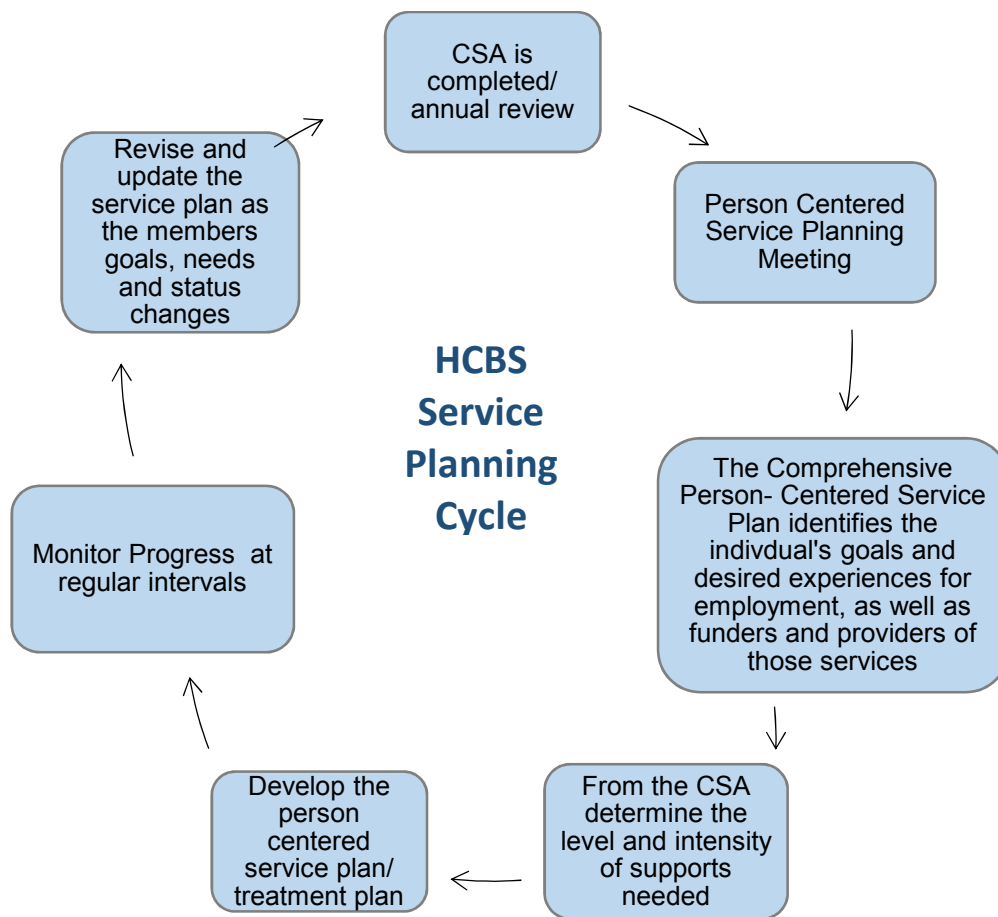 CSA is
completed/
annual review
Person Centered
Service Planning
Meeting
The Comprehensive
Person- Centered Service
Plan identifies the
indivdual's goals and
desired experiences for
employment, as well as
funders and providers of
those services
From the CSA
determine the
level and intensity
of supports
needed
Develop the
person
centered
service plan/
treatment plan
Monitor Progress at
regular intervals
Revise and
update the
service plan as
the members
goals, needs
and status
changes
HCBS
Service
Planning
Cycle